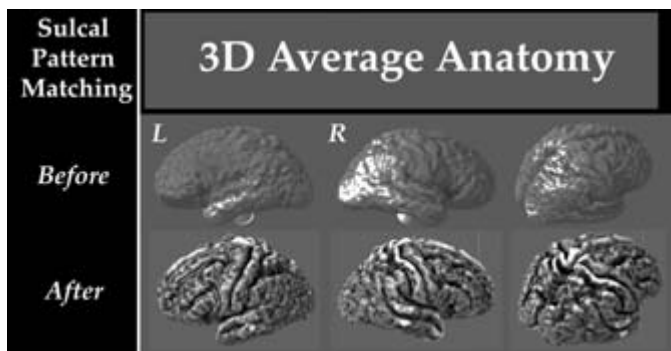 Sulcal
Pattern
Matching
3D Average Anatomy
L
R
Before
After